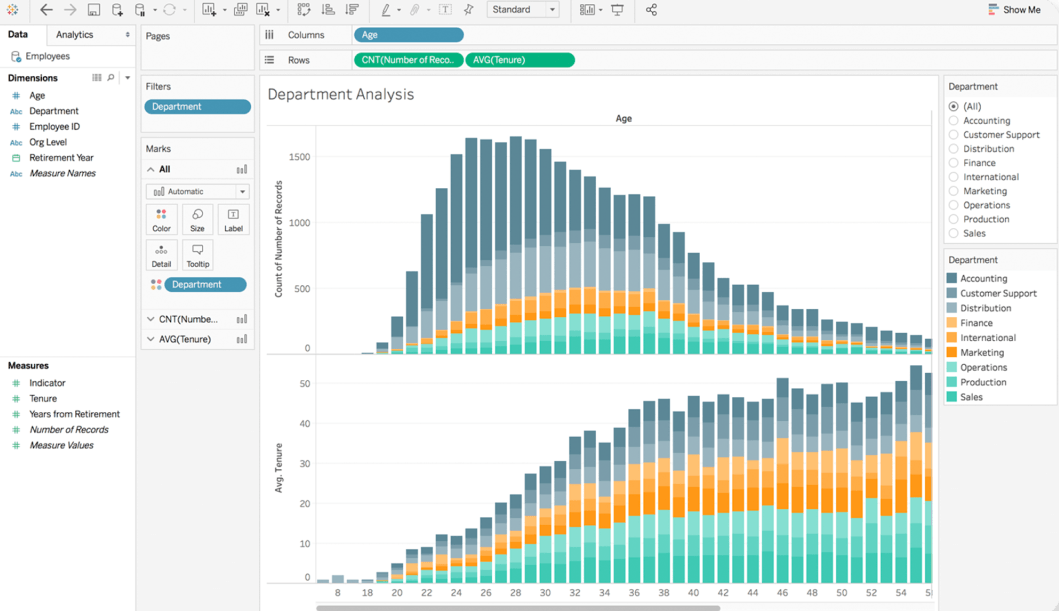 Standard
Show Me
Data
Analytics
Employees
Dimensions
Age
Abc Department
Employee ID
Abc Org Level
Retirement Year
Abc Measure Names
Measures
Indicator
Tenure
Years from Retirement
Number of Records
Measure Values
Pages
Filters
Department
Marks
All
Automatic
Color Size Label
Detail Tooltip
Department
CNT(Numbe...
AVG(Tenure)
Columns Age
Rows CNT(Number of Reco.. AVG(Tenure)
Department Analysis
Age
Count of Number of Records
1500
1000
500
0
Avg. Tenure
50
40
30
20
10
0
8 18 20 22 24 26 28 30 32 34 36 38 40 42 44 46 48 50 52 54
Department
(All)
Accounting
Customer Support
Distribution
Finance
International
Marketing
Operations
Production
Sales
Department
Accounting
Customer Support
Distribution
Finance
International
Marketing
Operations
Production
Sales